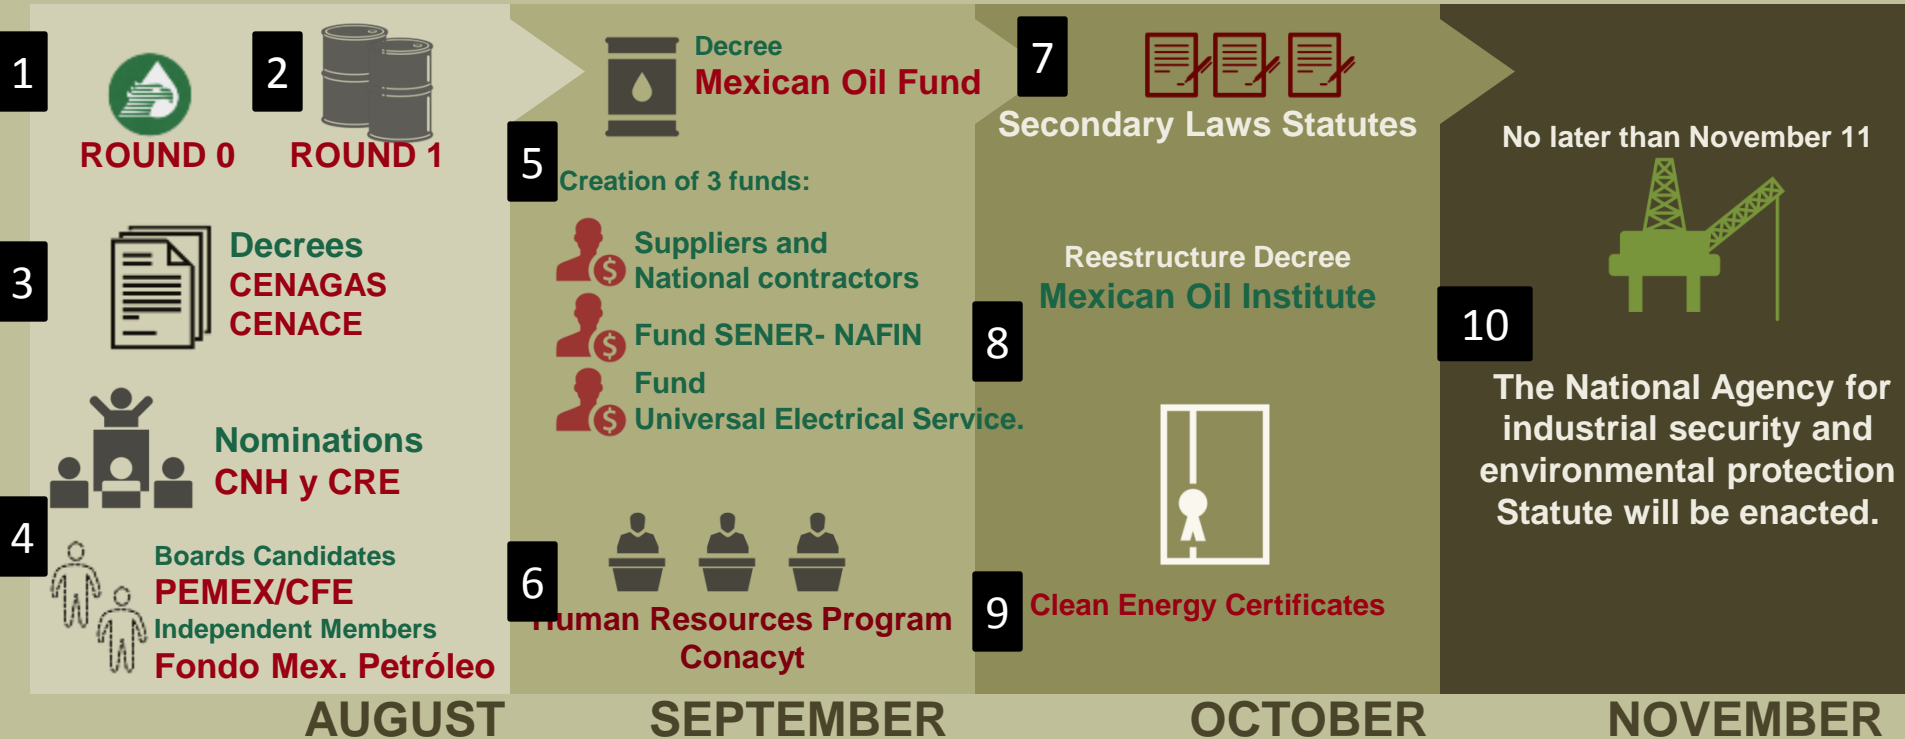 1
ROUND 0
2
ROUND 1
3
Decrees
CENAGAS
CENACE
Nominations
CNH y CRE
4
Boards Candidates
PEMEX/CFE
Independent Members
Fondo Mex. Petróleo
AUGUST
Decree
Mexican Oil Fund
5
Creation of 3 funds:
Suppliers and
National contractors
Fund SENER- NAFIN
Fund
Universal Electrical Service.
6
Human Resources Program
Conacyt
SEPTEMBER
7
Secondary Laws Statutes
Reestructure Decree
Mexican Oil Institute
8
9
Clean Energy Certificates
OCTOBER
No later than November 11
10
The National Agency for
industrial security and
environmental protection
Statute will be enacted.
NOVEMBER